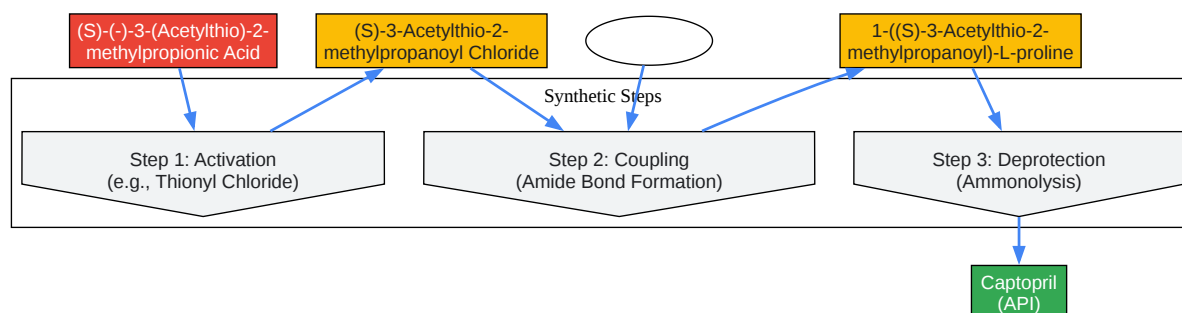 (S)-(-)-3-(Acetylthio)-2-
methylpropionic Acid
(S)-3-Acetylthio-2-
methylpropanoyl Chloride
1-((S)-3-Acetylthio-2-
methylpropanoyl)-L-proline
Synthetic Steps
Step 1: Activation
(e.g., Thionyl Chloride)
Step 2: Coupling
(Amide Bond Formation)
Step 3: Deprotection
(Ammonolysis)
Captopril
(API)